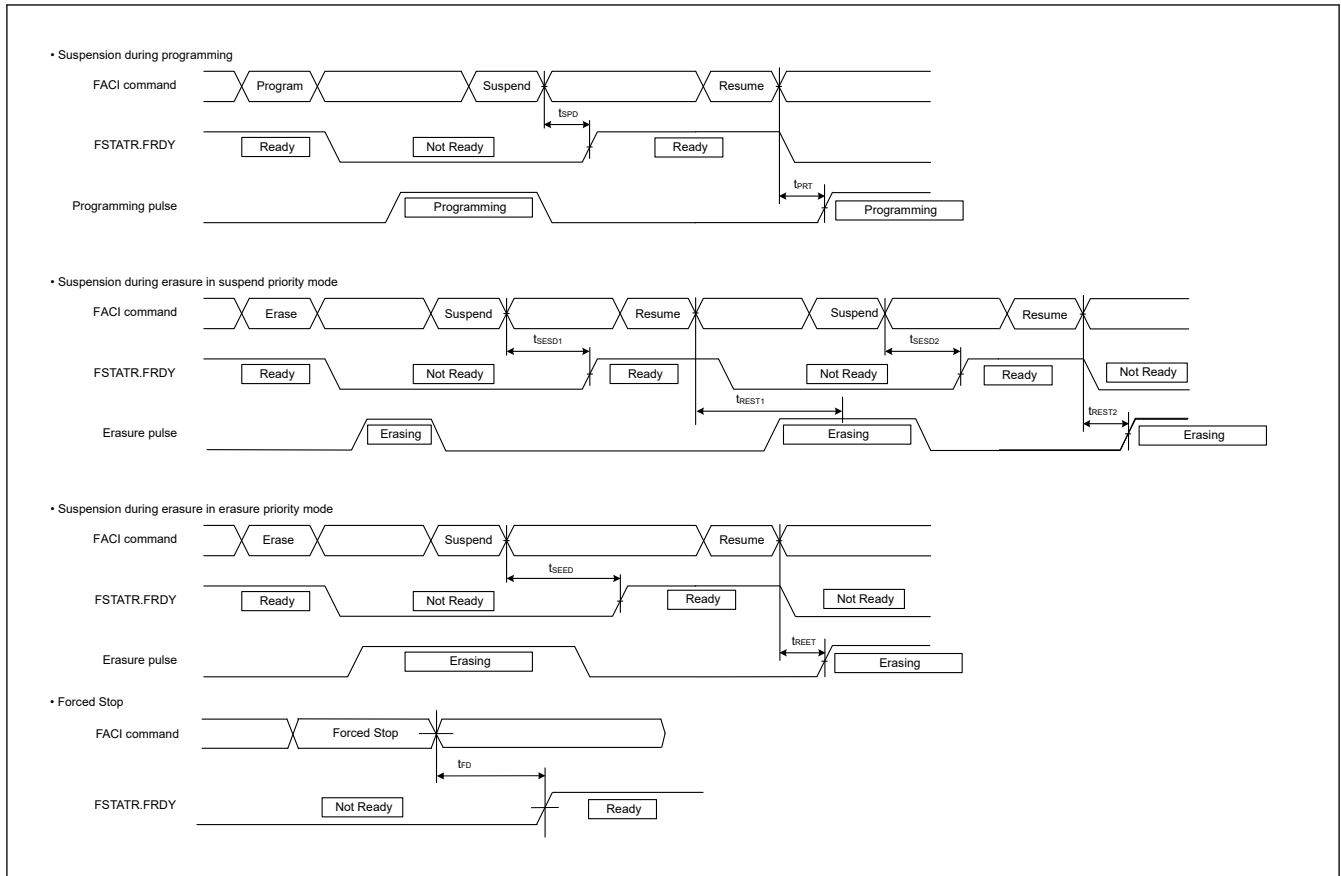 • Suspension during programming
FACI command Program Suspend Resume
tSPD
FSTATR.FRDY Ready Not Ready Ready
tPRT
Programming pulse Programming Programming
• Suspension during erasure in suspend priority mode
FACI command Erase Suspend Resume Suspend Resume
tSESD1 tSESD2
FSTATR.FRDY Ready Not Ready Ready Not Ready Ready Not Ready
tREST1 tREST2
Erasure pulse Erasing Erasing Erasing
• Suspension during erasure in erasure priority mode
FACI command Erase Suspend Resume
tSEED
FSTATR.FRDY Ready Not Ready Ready Not Ready
tREET
Erasure pulse Erasing Erasing
• Forced Stop
FACI command Forced Stop
tFD
FSTATR.FRDY Not Ready Ready